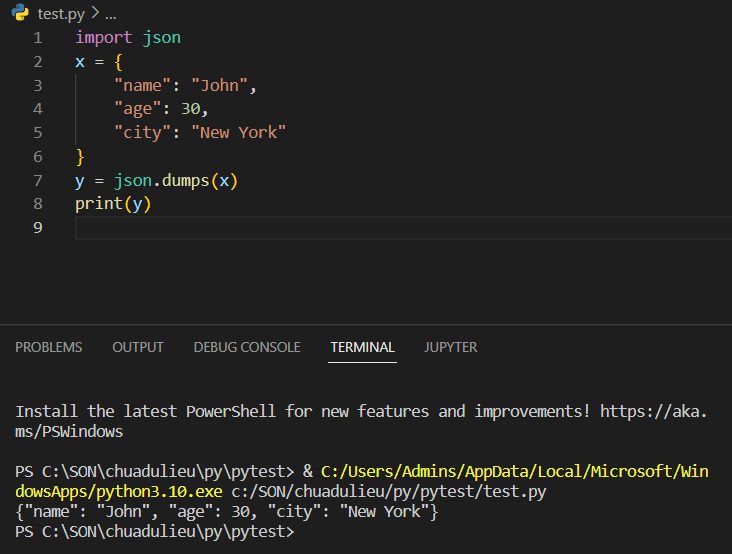 test.py > ...
1 import json
2 x = {
3     "name": "John",
4     "age": 30,
5     "city": "New York"
6 }
7 y = json.dumps(x)
8 print(y)
9
PROBLEMS OUTPUT DEBUG CONSOLE TERMINAL JUPYTER
Install the latest PowerShell for new features and improvements! https://aka.
ms/PSWindows
PS C:\SON\chuadulieu\py\pytest> & C:/Users/Admins/AppData/Local/Microsoft/Win
dowsApps/python3.10.exe c:/SON/chuadulieu/py/pytest/test.py
{"name": "John", "age": 30, "city": "New York"}
PS C:\SON\chuadulieu\py\pytest>